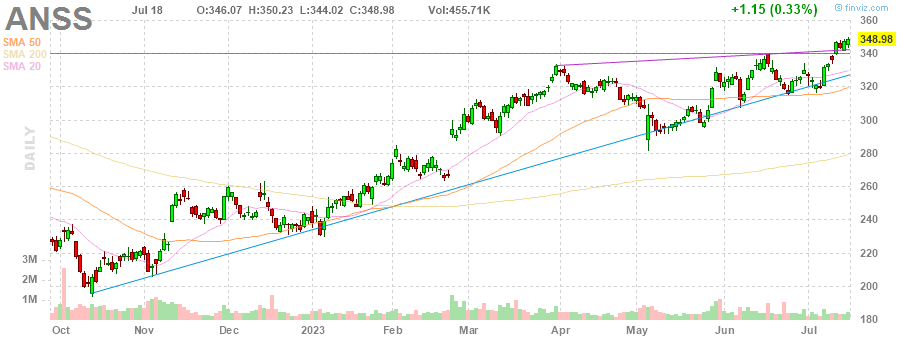 ANSS Jul 18 O:346.07 H:350.23 L:344.02 C:348.98 Vol:455.71K +1.15 (0.33%) © finviz.com
SMA 50
SMA 200
SMA 20
DAILY
360
348.98
340
320
300
280
260
240
220
200
180
3M
2M
1M
Oct Nov Dec 2023 Feb Mar Apr May Jun Jul